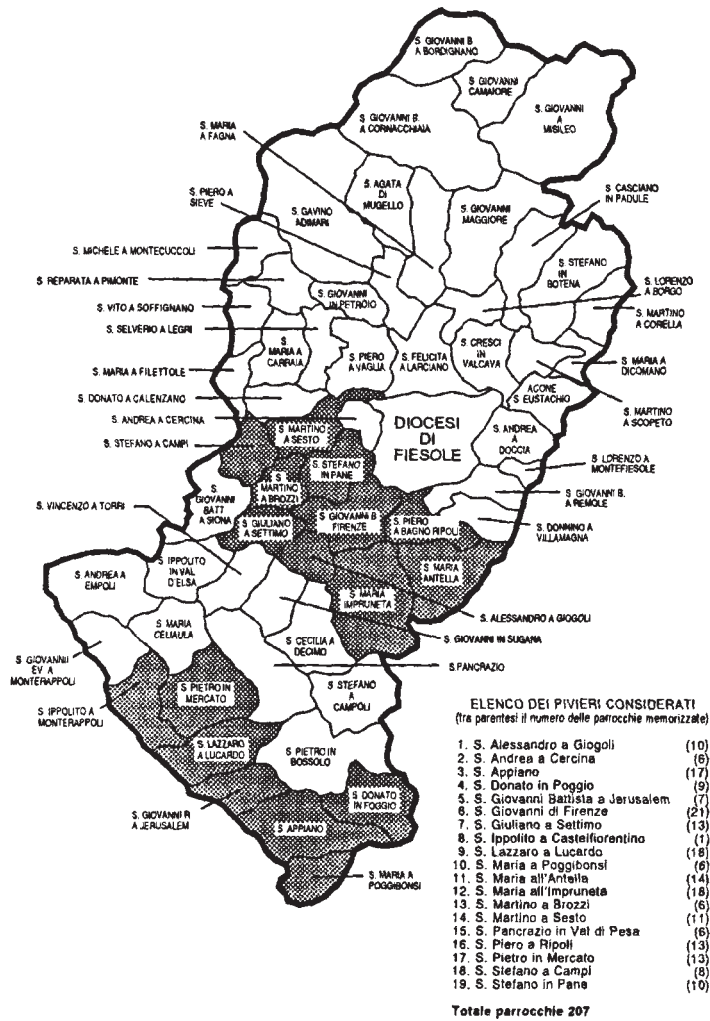 S. GIOVANNI B
A BORDIGNANO
S GIOVANNI
CAMAIORE
S GIOVANNI
A
MISILEO
S GIOVANNI B.
A CORNACCHIAIA
S. MARIA
A FAGNA
S. PIERO A
SIEVE
S. AGATA
DI
MUGELLO
S. GAVINO
ADIMARI
S. GIOVANNI
MAGGIORE
S CASCIANO
IN PADULE
S. MICHELE A MONTECUCCOLI
S. STEFANO
IN
BOTENA
S REPARATA A PIMONTE
S. LORENZO
A BORGO
S. GIOVANNI
IN PETROIO
S. VITO A SOFFIGNANO
S. MARTINO
A CORELLA
S. SELVERIO A LEGRI
S.
MARIA A
CARRAIA
S. PIERO
A VAGLIA
S. FELICITA
A LARCIANO
S. CRESCI
IN
VALCAVA
S. MARIA A
DICOMANO
S. MARIA A FILETTOLE
ACONE
S. EUSTACHIO
S. DONATO A CALENZANO
S. MARTINO
A SCOPETO
S. ANDREA A CERCINA
DIOCESI
DI
FIESOLE
S. MARTINO
A SESTO
S. ANDREA
A
DOCCIA
S. STEFANO A CAMPI
S. STEFANO
IN PANE
S. LORENZO A
MONTEFIESOLE
S
MARTINO
A BROZZI
S.
GIOVANNI
BATT
A SIGNA
S GIOVANNI B.
A REMOLE
S. VINCENZO A TORRI
S GIOVANNI B
FIRENZE
S. GIULIANO
A SETTIMO
S. PIERO
A BAGNO RIPOLI
S. DONNINO A
VILLAMAGNA
S. ANDREA A
EMPOLI
S. IPPOLITO
IN VAL
D'ELSA
S. MARIA
ANTELLA
S. MARIA
IMPRUNETA
S. ALESSANDRO A GIOGOLI
S. MARIA
CELIAULA
S. GIOVANNI IN SUGANA
S. CECILIA A
DECIMO
S GIOVANNII
EV. A
MONTERAPPOLI
S.PANCRAZIO
S. PIETRO IN
MERCATO
S. STEFANO
A
CAMPOLI
S. IPPOLITO A
MONTERAPPOLI
S. LAZZARO
A LUCARDO
S. PIETRO IN
BOSSOLO
S. DONATO
IN POGGIO
S. GIOVANNI R
A JERUSALEM
S APPIANO
S. MARIA A
POGGIBONSI
ELENCO DEI PIVIERI CONSIDERATI
(tra parentesi il numero delle parrocchie memorizzate)
1. S. Alessandro a Giogoli (10)
2. S. Andrea a Cercina (6)
3. S. Appiano (17)
4. S. Donato in Poggio (9)
5. S. Giovanni Battista a Jerusalem (7)
6. S. Giovanni di Firenze (21)
7. S. Giuliano a Settimo (13)
8. S. Ippolito a Castelfiorentino (1)
9. S. Lazzaro a Lucardo (18)
10. S. Maria a Poggibonsi (6)
11. S. Maria all'Antella (14)
12. S. Maria all'Impruneta (18)
13. S. Martino a Brozzi (6)
14. S. Martino a Sesto (11)
15. S. Pancrazio in Val di Pesa (6)
16. S. Piero a Ripoli (13)
17. S. Pietro in Mercato (13)
18. S. Stefano a Campi (8)
19. S. Stefano in Pane (10)
Totale parrocchie 207